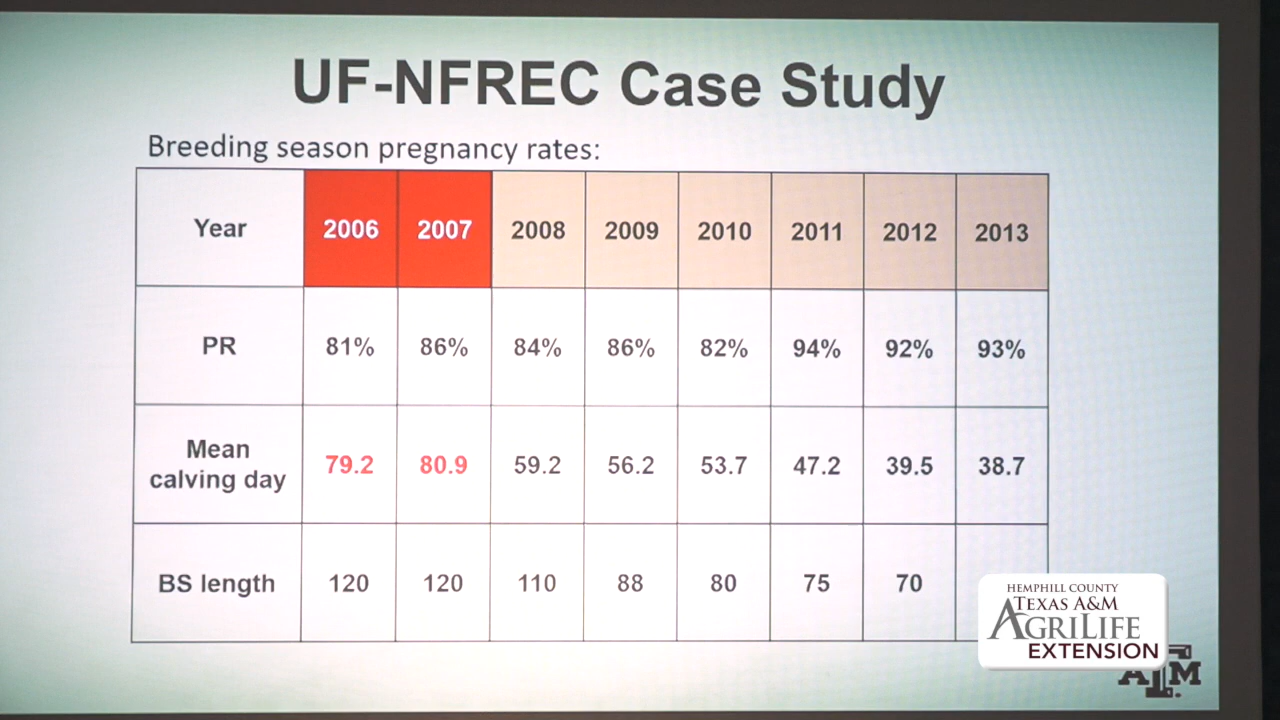 UF-NFREC Case Study
Breeding season pregnancy rates:
Year 2006 2007 2008 2009 2010 2011 2012 2013
PR 81% 86% 84% 86% 82% 94% 92% 93%
Mean
calving day 79.2 80.9 59.2 56.2 53.7 47.2 39.5 38.7
BS length 120 120 110 88 80 75 70
HEMPHILL COUNTY
TEXAS A&M
AGRILIFE
EXTENSION
ATM